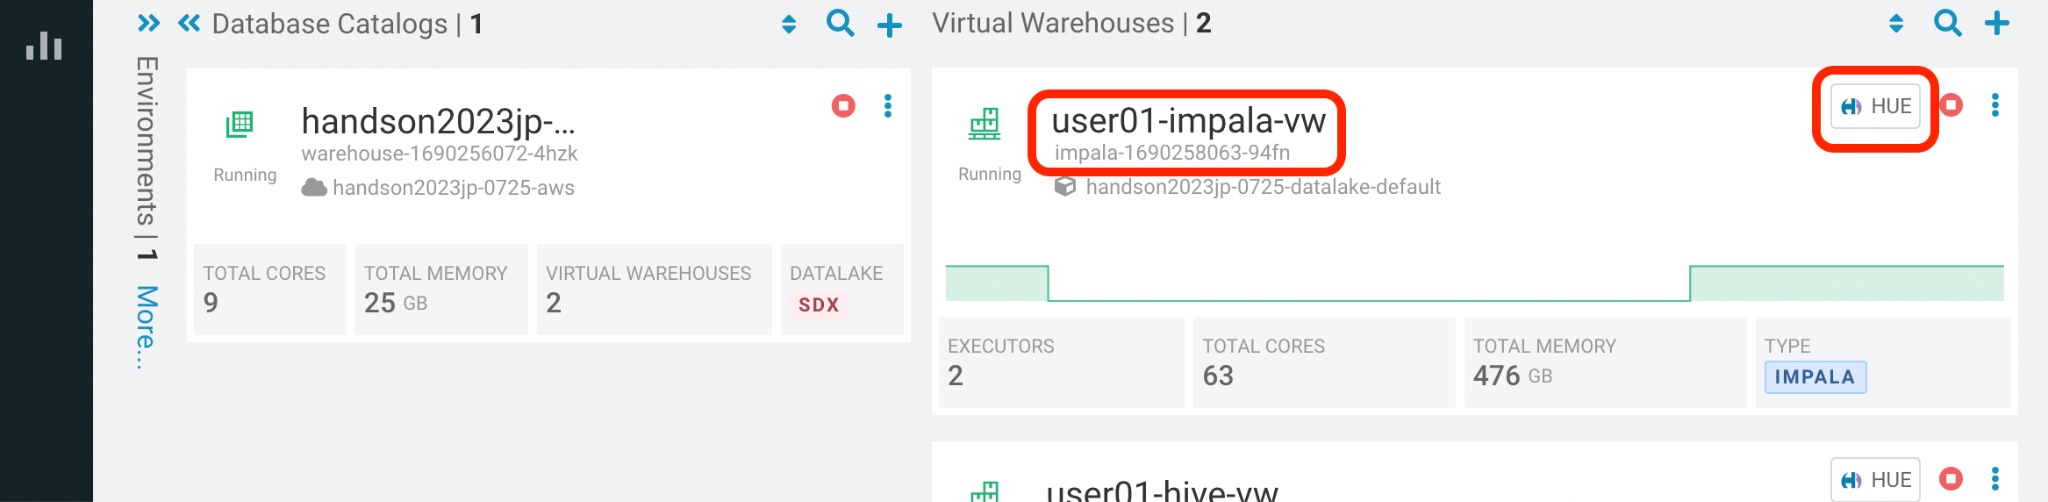 Environments | 1 More...
Database Catalogs | 1
handson2023jp-...
warehouse-1690256072-4hzk
Running
handson2023jp-0725-aws
TOTAL CORES
9
TOTAL MEMORY
25 GB
VIRTUAL WAREHOUSES
2
DATALAKE
SDX
Virtual Warehouses | 2
user01-impala-vw
HUE
impala-1690258063-94fn
Running
handson2023jp-0725-datalake-default
EXECUTORS
2
TOTAL CORES
63
TOTAL MEMORY
476 GB
TYPE
IMPALA
user01-hive-vw
HUE